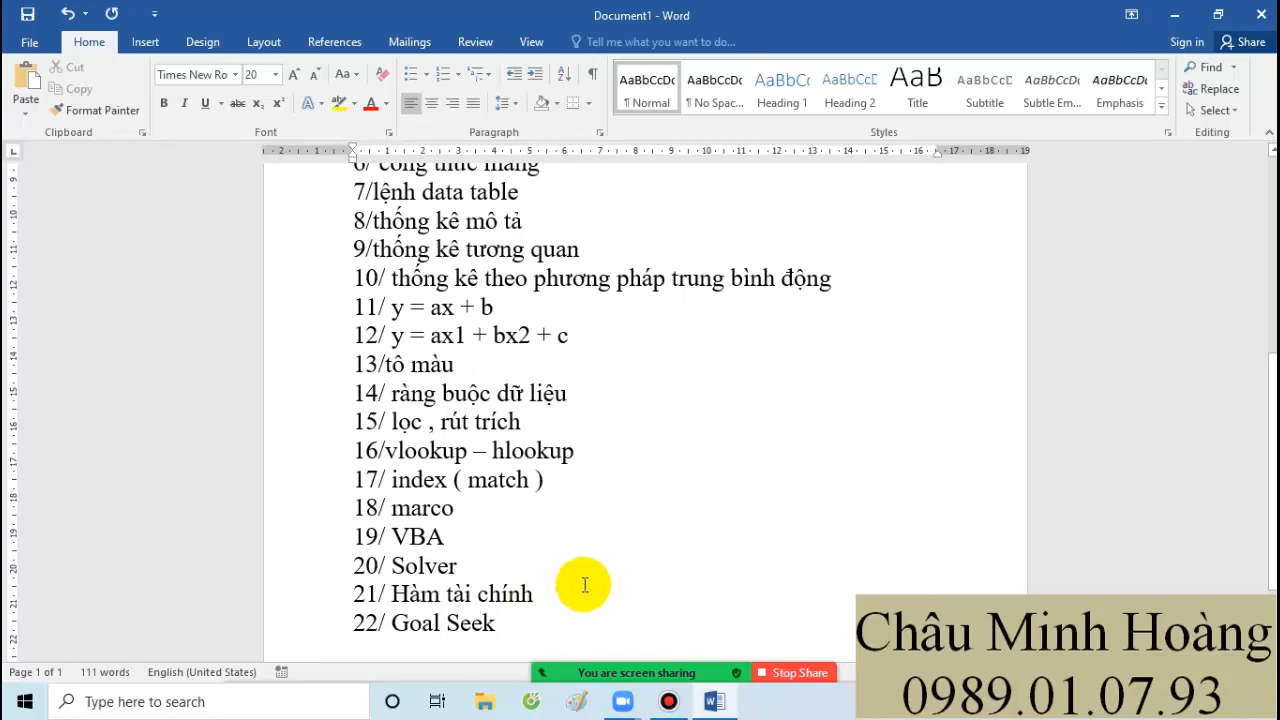 Document1 - Word
File Home Insert Design Layout References Mailings Review View Tell me what you want to do... Sign in Share
Paste Cut Copy Format Painter
Times New Ro 20
AaBbCcDc AaBbCcDc AaBbCc AaBbCcD AaB AaBbCcD AaBbCcDc AaBbCcDc
¶ Normal ¶ No Spac... Heading 1 Heading 2 Title Subtitle Subtle Em... Emphasis
Find Replace Select
Clipboard Font Paragraph Styles Editing
6/ công thức mảng
7/lệnh data table
8/thống kê mô tả
9/thống kê tương quan
10/ thống kê theo phương pháp trung bình động
11/ y = ax + b
12/ y = ax1 + bx2 + c
13/tô màu
14/ ràng buộc dữ liệu
15/ lọc , rút trích
16/vlookup – hlookup
17/ index ( match )
18/ marco
19/ VBA
20/ Solver
21/ Hàm tài chính
22/ Goal Seek
Châu Minh Hoàng
0989.01.07.93
Page 1 of 1 111 words English (United States)
You are screen sharing Stop Share
Type here to search